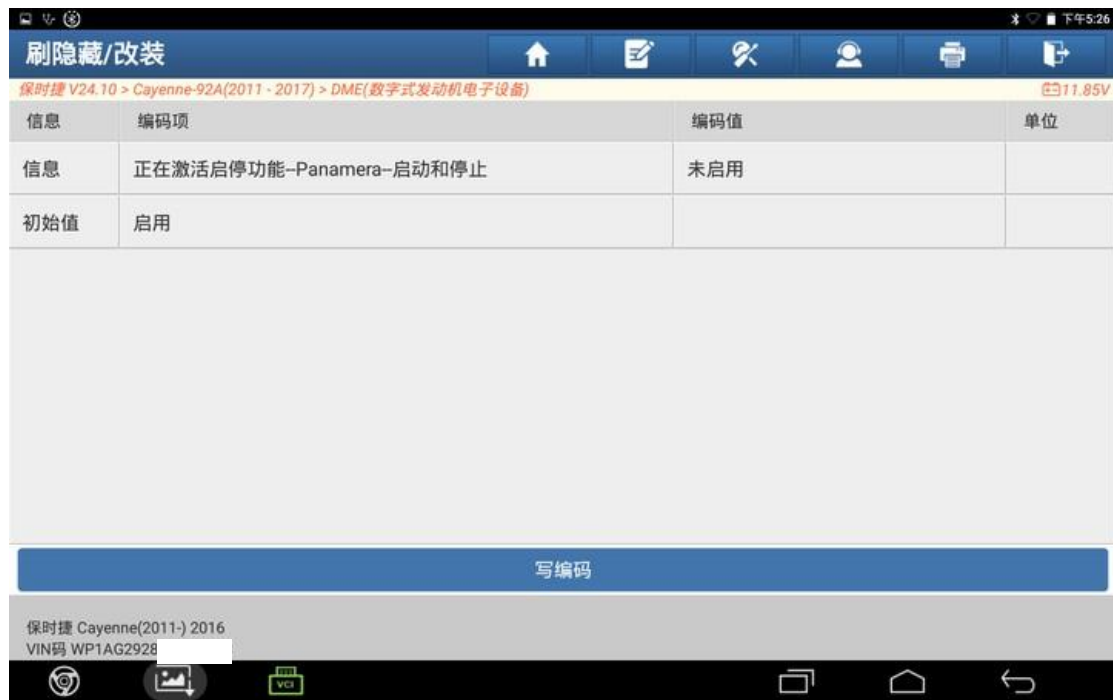 下午5:26
刷隐藏/改装
保时捷 V24.10 > Cayenne-92A(2011 - 2017) > DME(数字式发动机电子设备) 11.85V
信息 编码项 编码值 单位
信息 正在激活启停功能--Panamera--启动和停止 未启用
初始值 启用
写编码
保时捷 Cayenne(2011-) 2016
VIN码 WP1AG2928
VCI